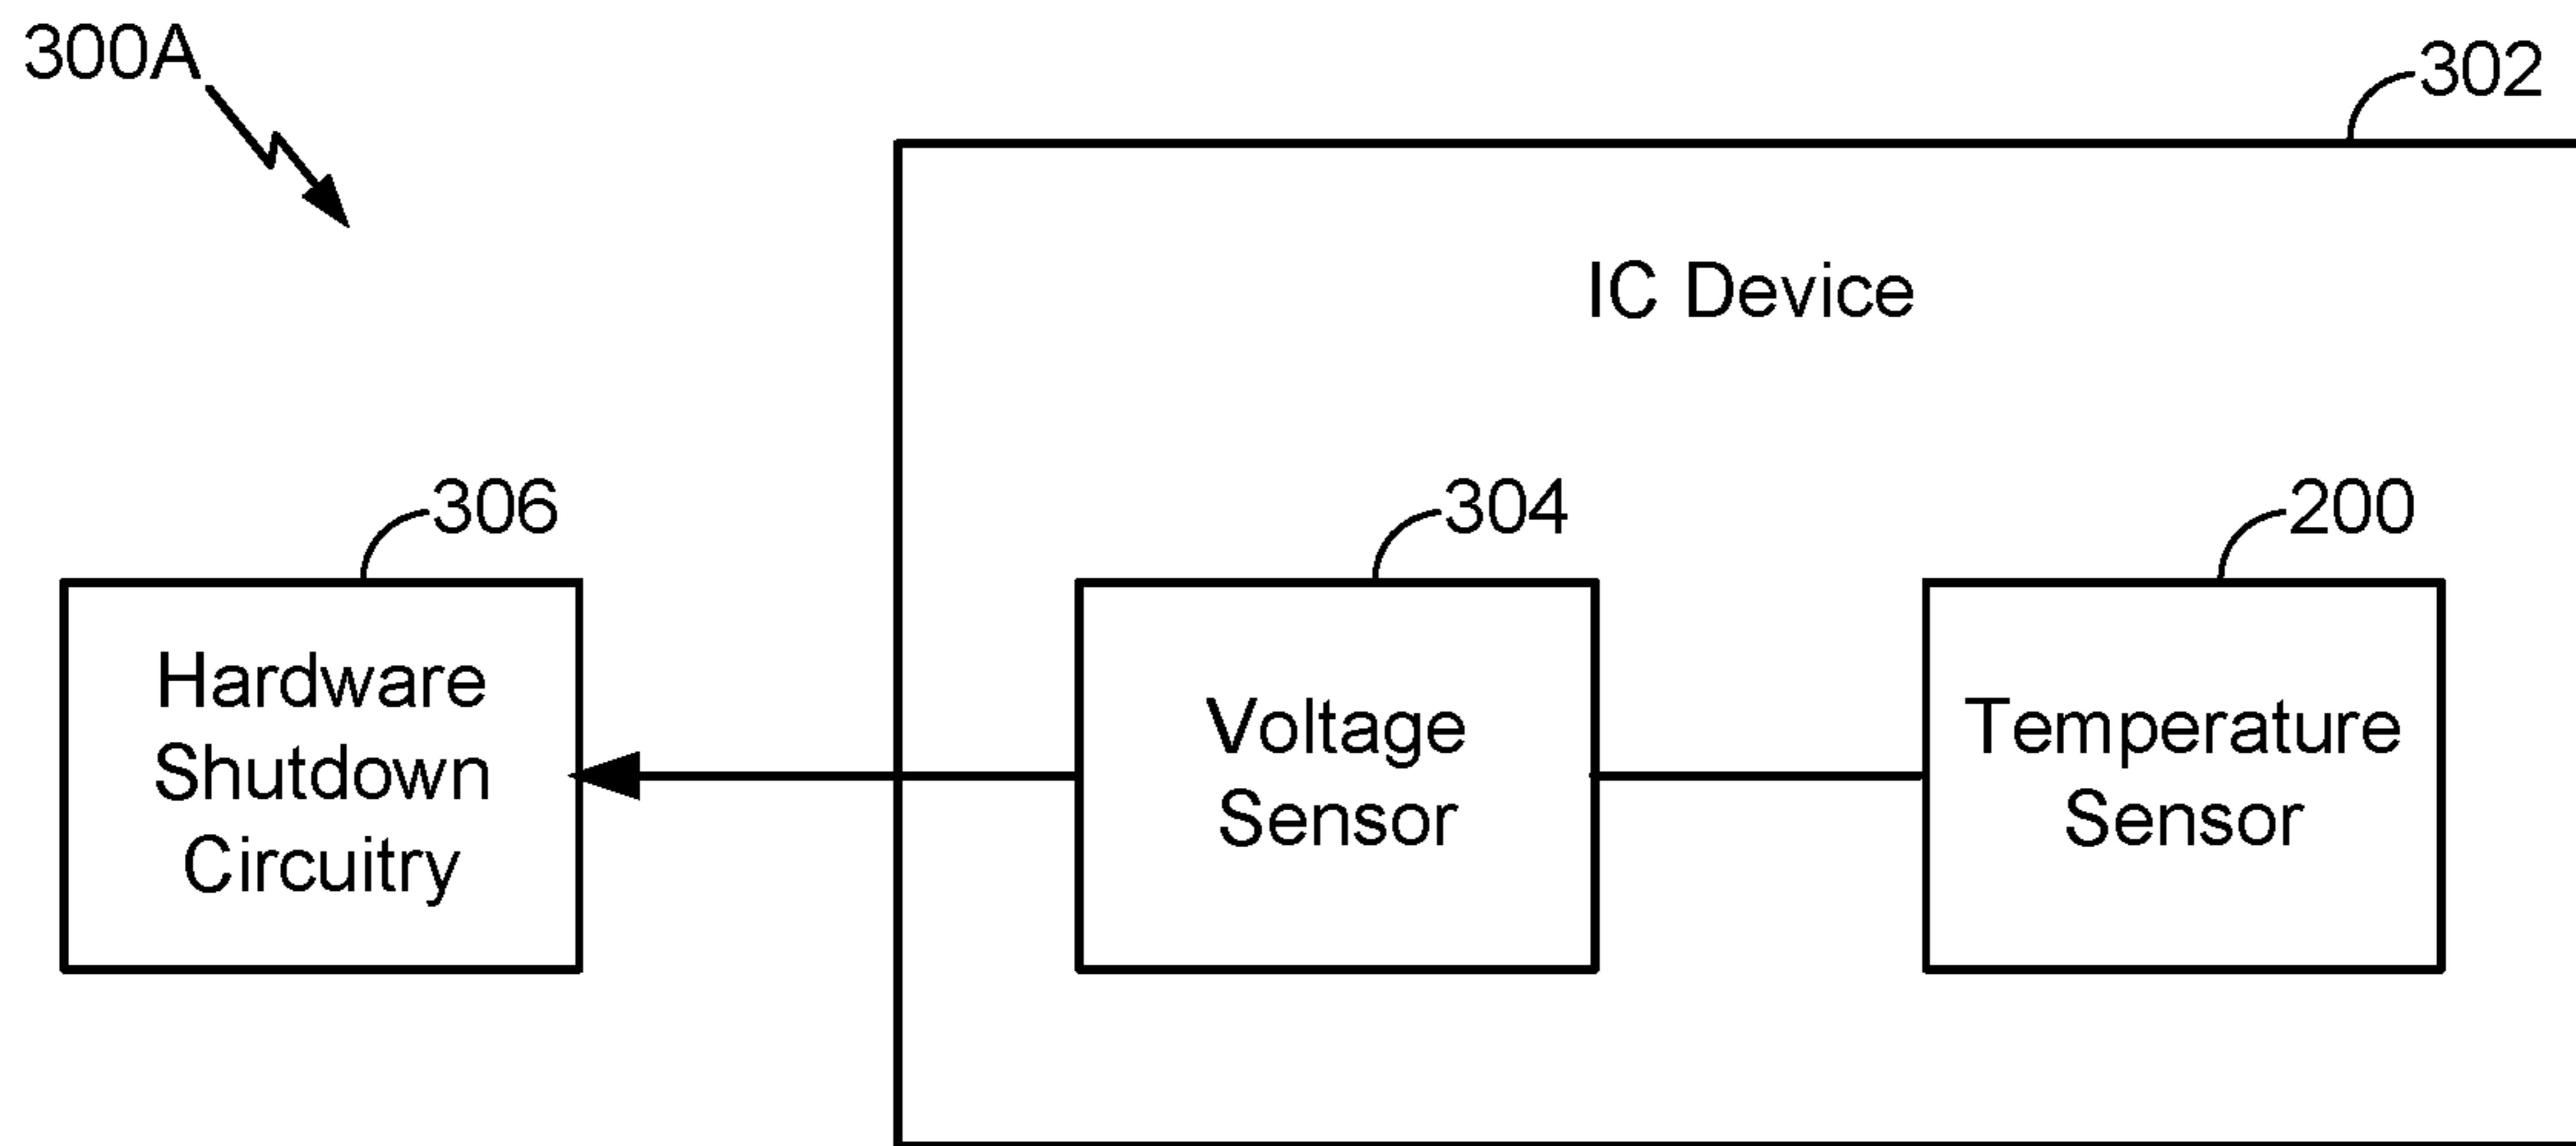 300A
302
IC Device
306
304
200
Hardware
Shutdown
Circuitry
Voltage
Sensor
Temperature
Sensor